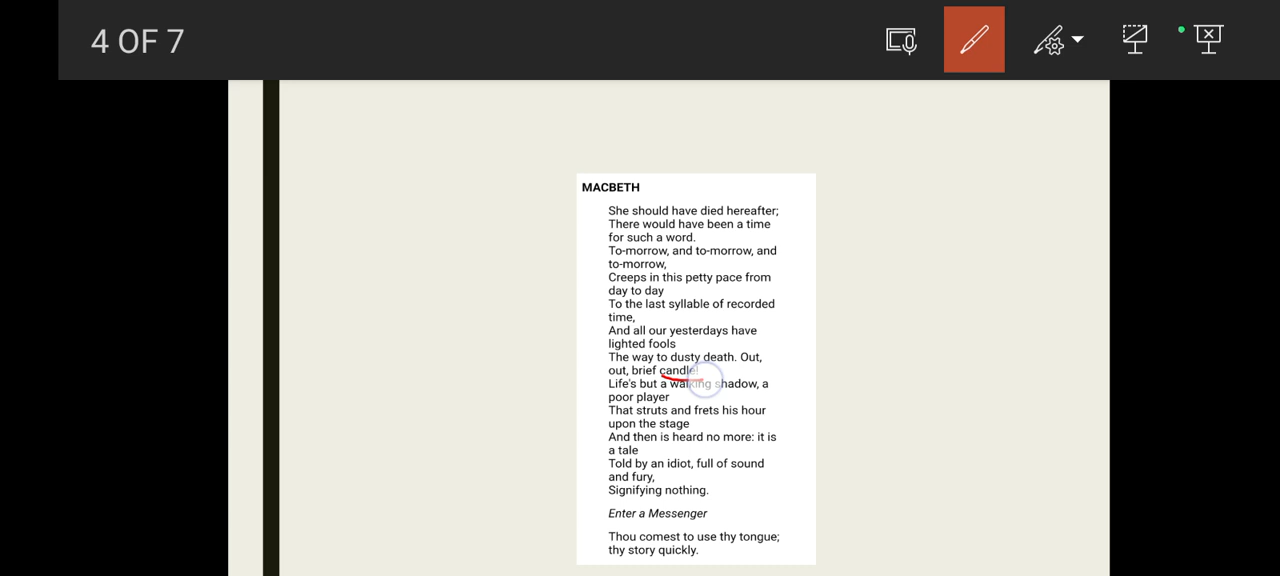 4 OF 7
MACBETH
She should have died hereafter;
There would have been a time
for such a word.
To-morrow, and to-morrow, and
to-morrow,
Creeps in this petty pace from
day to day
To the last syllable of recorded
time,
And all our yesterdays have
lighted fools
The way to dusty death. Out,
out, brief candle!
Life's but a walking shadow, a
poor player
That struts and frets his hour
upon the stage
And then is heard no more: it is
a tale
Told by an idiot, full of sound
and fury,
Signifying nothing.
Enter a Messenger
Thou comest to use thy tongue;
thy story quickly.